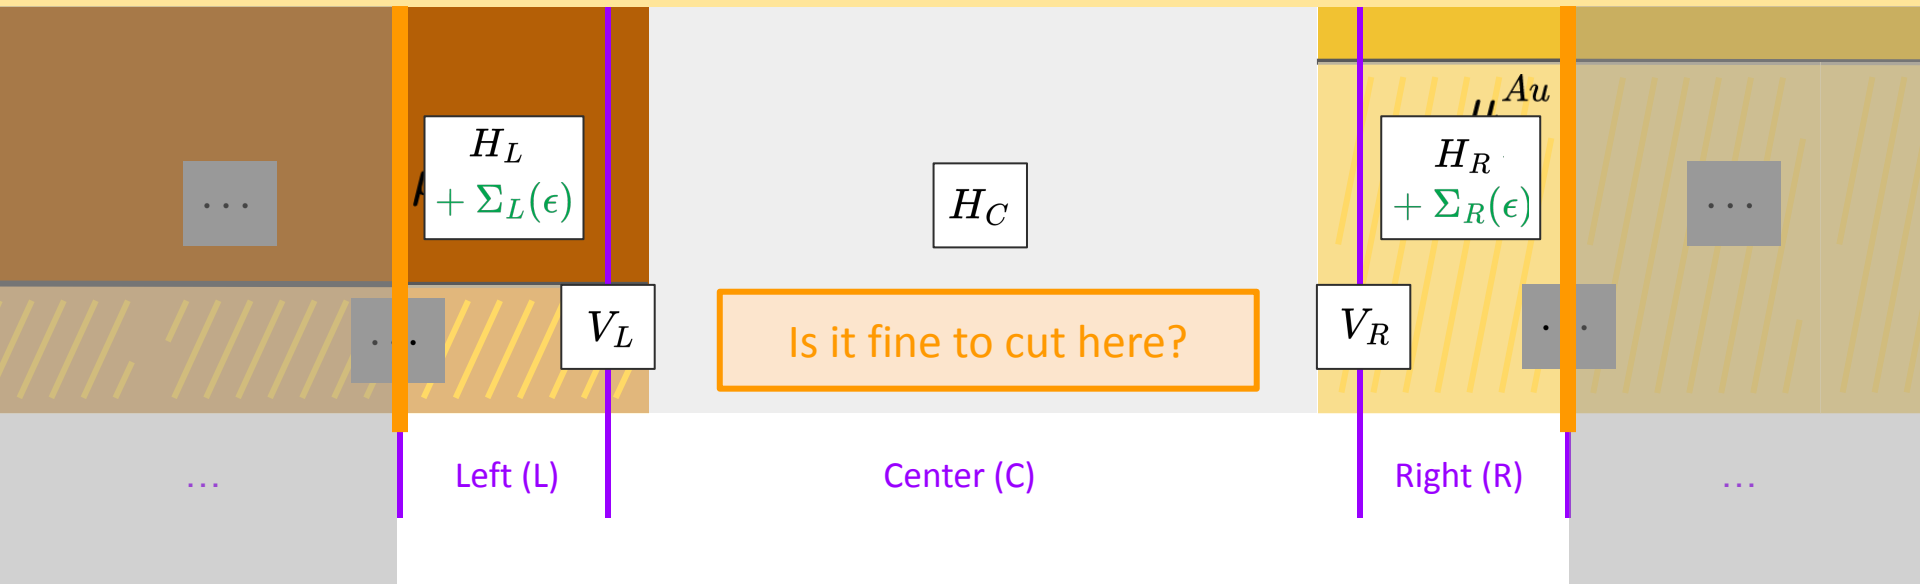 μ^{Au}
H_L
+ Σ_L(ϵ)
H_R
+ Σ_R(ϵ)
...
H_C
...
...
V_L
Is it fine to cut here?
V_R
...
...
Left (L)
Center (C)
Right (R)
...